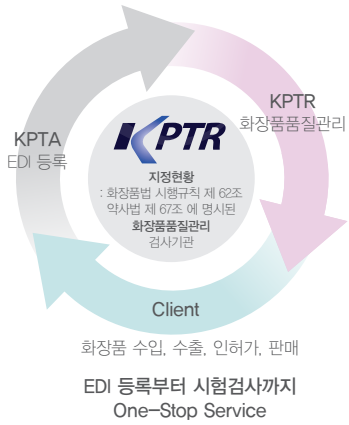 KPTR
화장품품질관리
KPTA
EDI 등록
KPTR
지정현황
: 화장품법 시행규칙 제 62조
약사법 제 67조 에 명시된
화장품품질관리
검사기관
Client
화장품 수입, 수출, 인허가, 판매
EDI 등록부터 시험검사까지
One-Stop Service